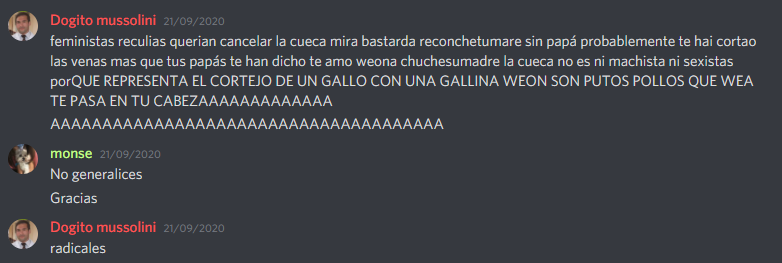 Dogito mussolini 21/09/2020
feministas reculias querian cancelar la cueca mira bastarda reconchetumare sin papá probablemente te hai cortao
las venas mas que tus papás te han dicho te amo weona chuchesumadre la cueca no es ni machista ni sexistas
porQUE REPRESENTA EL CORTEJO DE UN GALLO CON UNA GALLINA WEON SON PUTOS POLLOS QUE WEA
TE PASA EN TU CABEZAAAAAAAAAAAAA
AAAAAAAAAAAAAAAAAAAAAAAAAAAAAAAAAAAAAAA
monse 21/09/2020
No generalices
Gracias
Dogito mussolini 21/09/2020
radicales